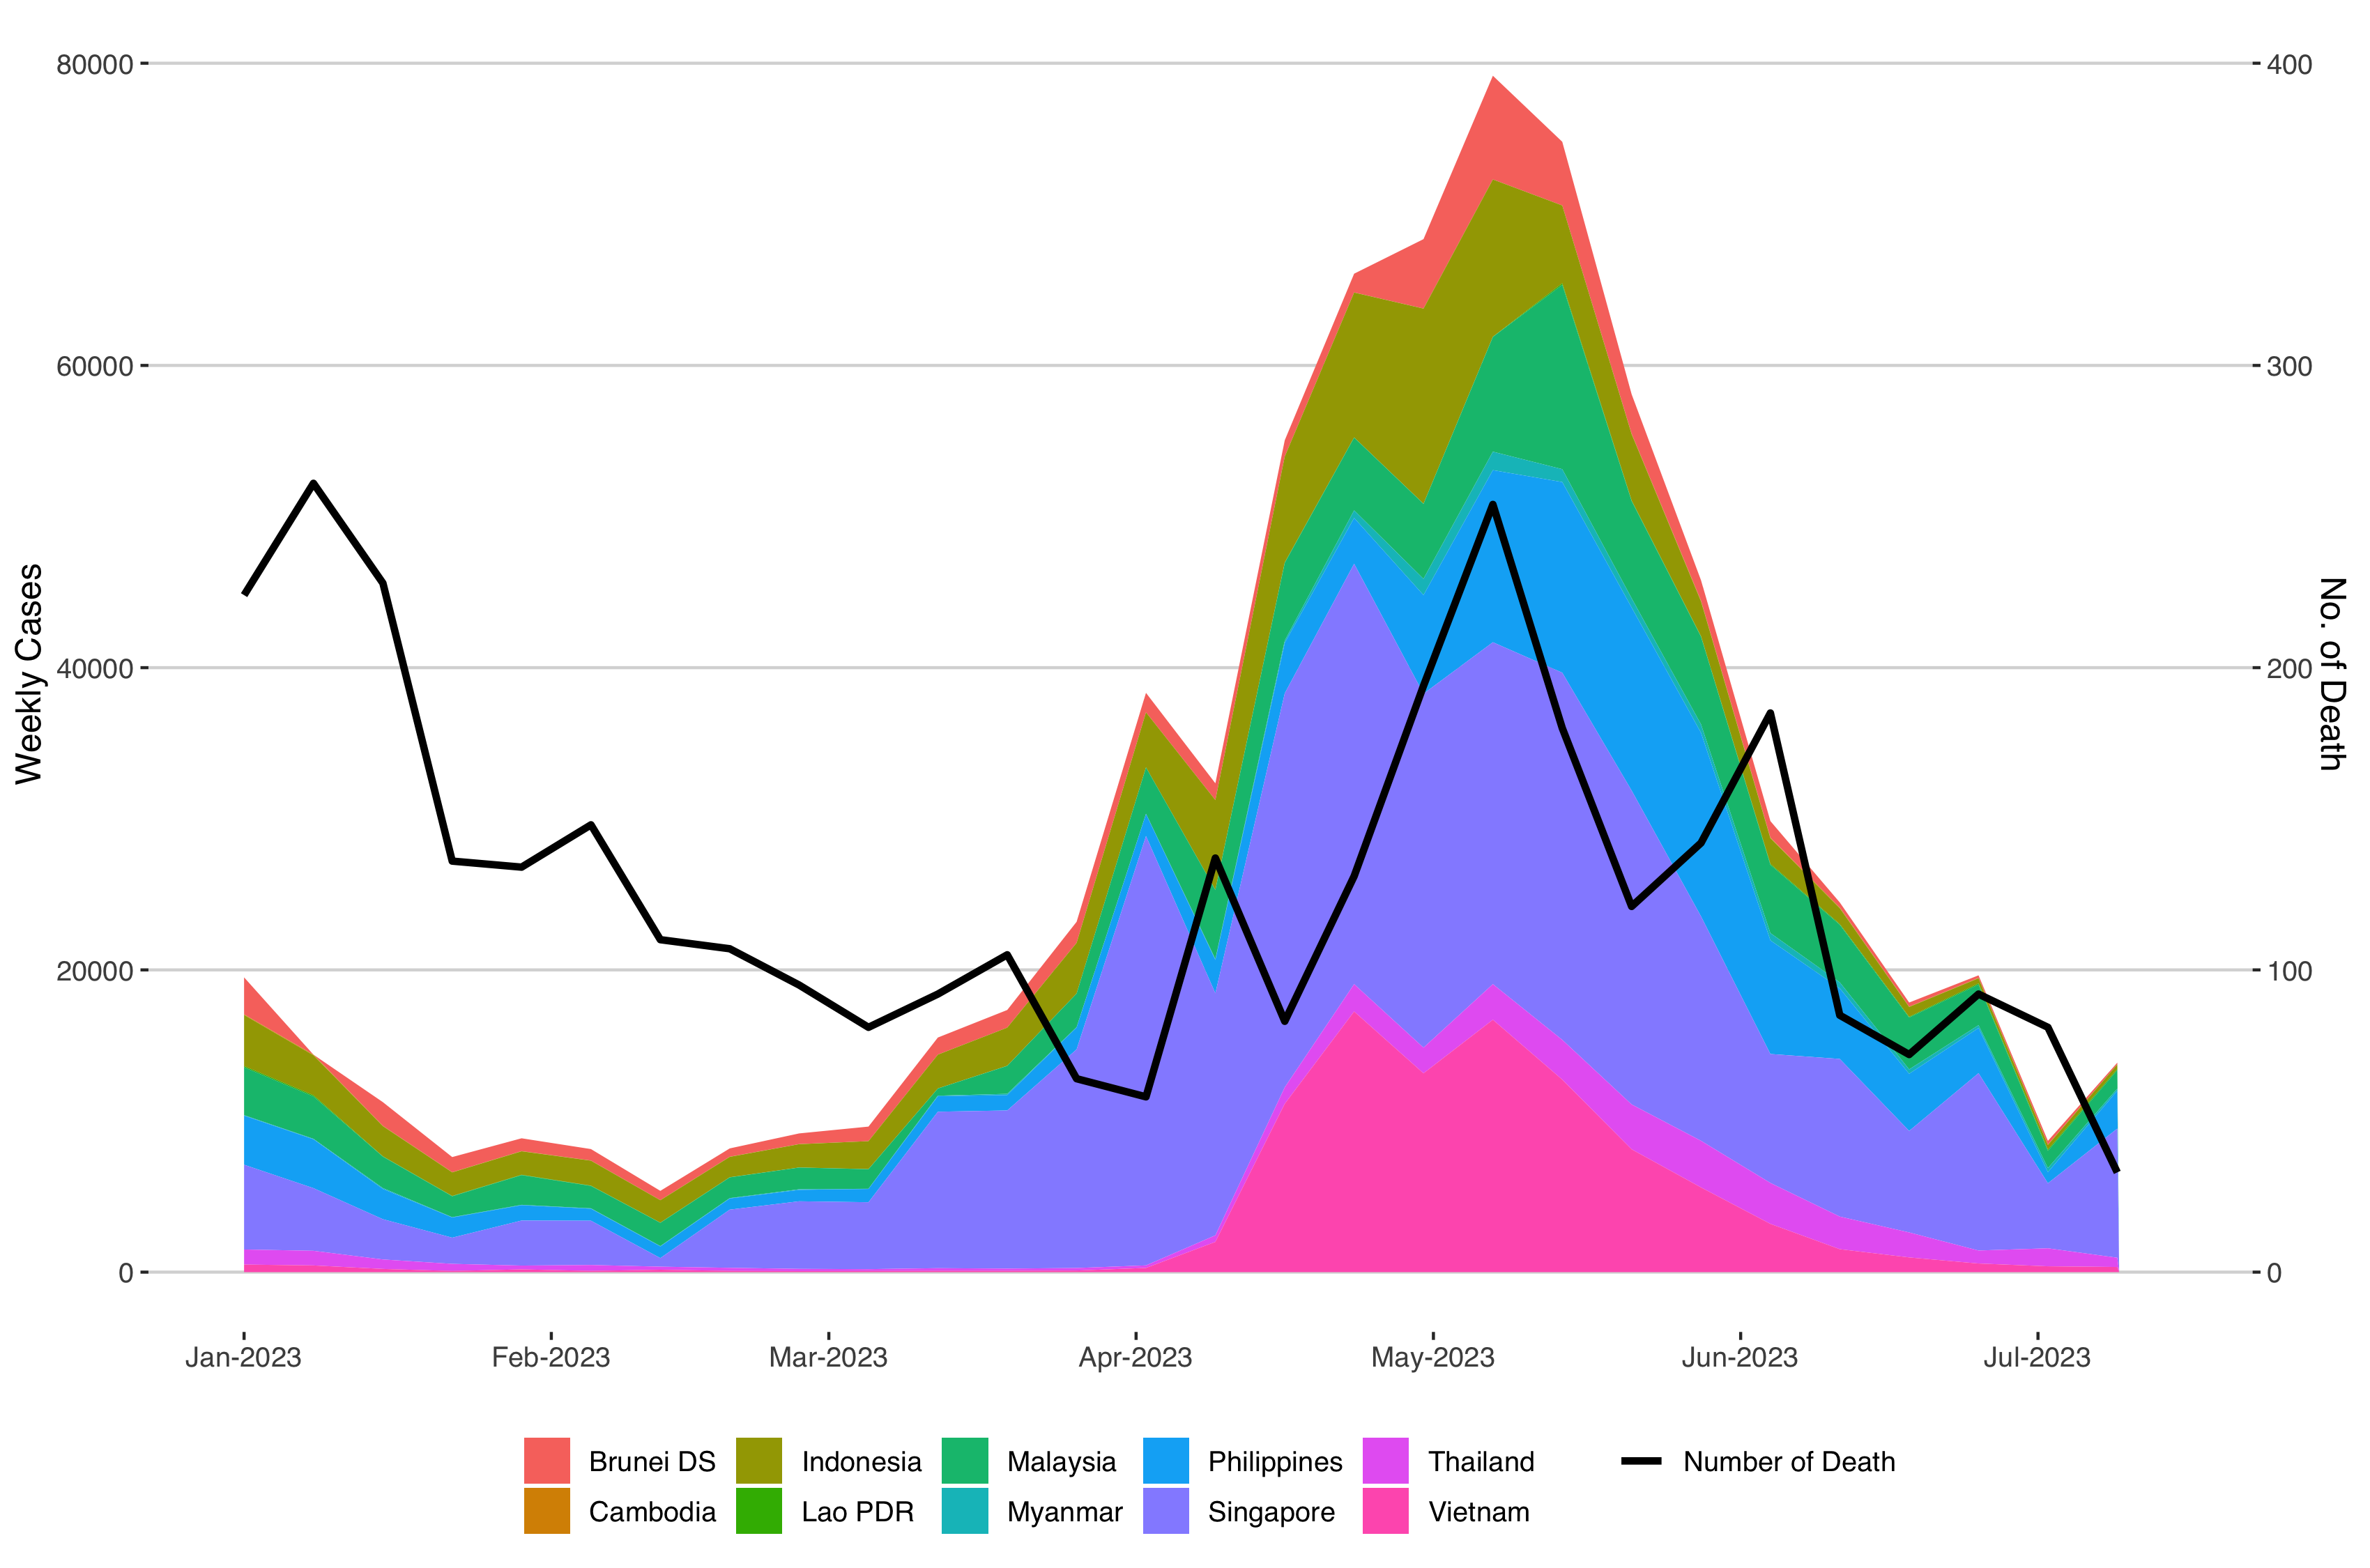 80000
60000
40000
20000
0
Weekly Cases
400
300
200
100
0
No. of Death
Jan-2023 Feb-2023 Mar-2023 Apr-2023 May-2023 Jun-2023 Jul-2023
Brunei DS Indonesia Malaysia Philippines Thailand Number of Death
Cambodia Lao PDR Myanmar Singapore Vietnam